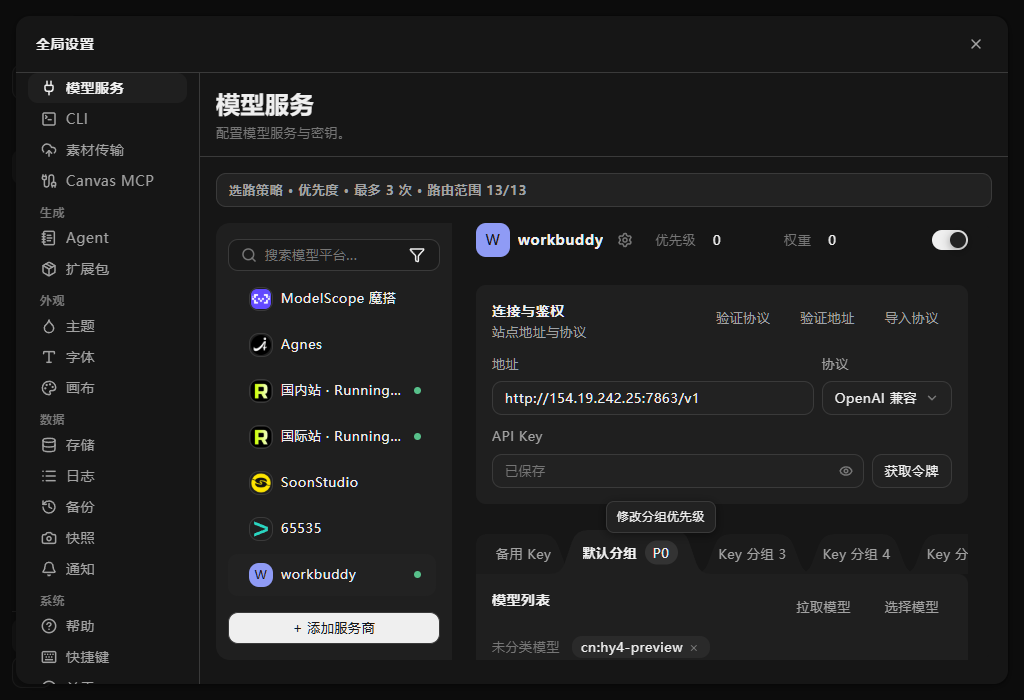 全局设置
模型服务
CLI
素材传输
Canvas MCP
生成
Agent
扩展包
外观
主题
字体
画布
数据
存储
日志
备份
快照
通知
系统
帮助
快捷键
模型服务
配置模型服务与密钥。
选路策略 • 优先度 • 最多 3 次 • 路由范围 13/13
搜索模型平台...
ModelScope 魔搭
Agnes
国内站 · Running...
国际站 · Running...
SoonStudio
65535
W workbuddy
+ 添加服务商
W workbuddy 优先级 0 权重 0
连接与鉴权
站点地址与协议
验证协议 验证地址 导入协议
地址 协议
http://154.19.242.25:7863/v1 OpenAI 兼容
API Key
已保存 获取令牌
修改分组优先级
备用 Key 默认分组 P0 Key 分组 3 Key 分组 4 Key 分
模型列表
拉取模型 选择模型
未分类模型 cn:hy4-preview ×